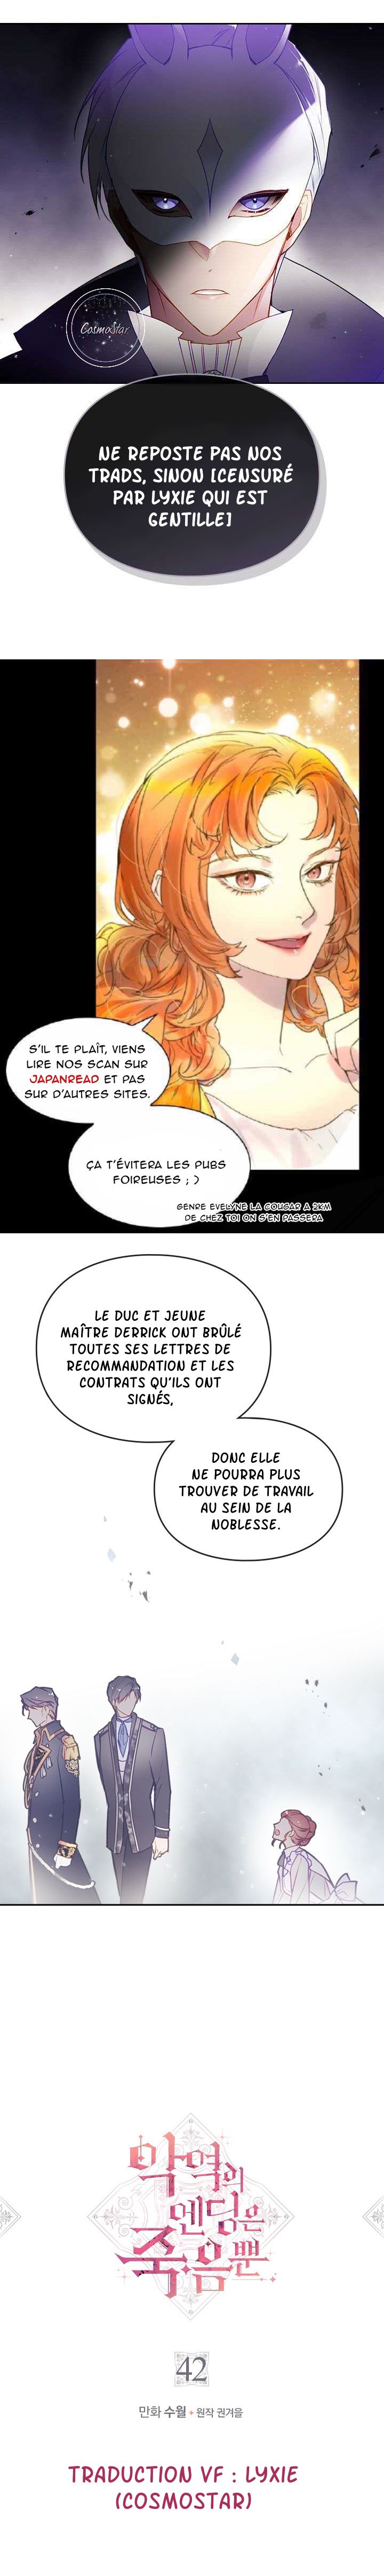 Cosmostar
NE REPOSTE PAS NOS
TRADS, SINON [CENSURÉ
PAR LYXIE QUI EST
GENTILLE]
S'IL TE PLAÎT, VIENS
LIRE NOS SCAN SUR
JAPANREAD ET PAS
SUR D'AUTRES SITES.
ÇA T'ÉVITERA LES PUBS
FOIREUSES ; )
GENRE EVELYNE LA COUGAR A 2KM
DE CHEZ TOI ON S'EN PASSERA
LE DUC ET JEUNE
MAÎTRE DERRICK ONT BRÛLÉ
TOUTES SES LETTRES DE
RECOMMANDATION ET LES
CONTRATS QU'ILS ONT
SIGNÉS,
DONC ELLE
NE POURRA PLUS
TROUVER DE TRAVAIL
AU SEIN DE LA
NOBLESSE.
악역의
엔딩은
죽음뿐
42
만화 수월 + 원작 권겨을
TRADUCTION VF : LYXIE
(COSMOSTAR)